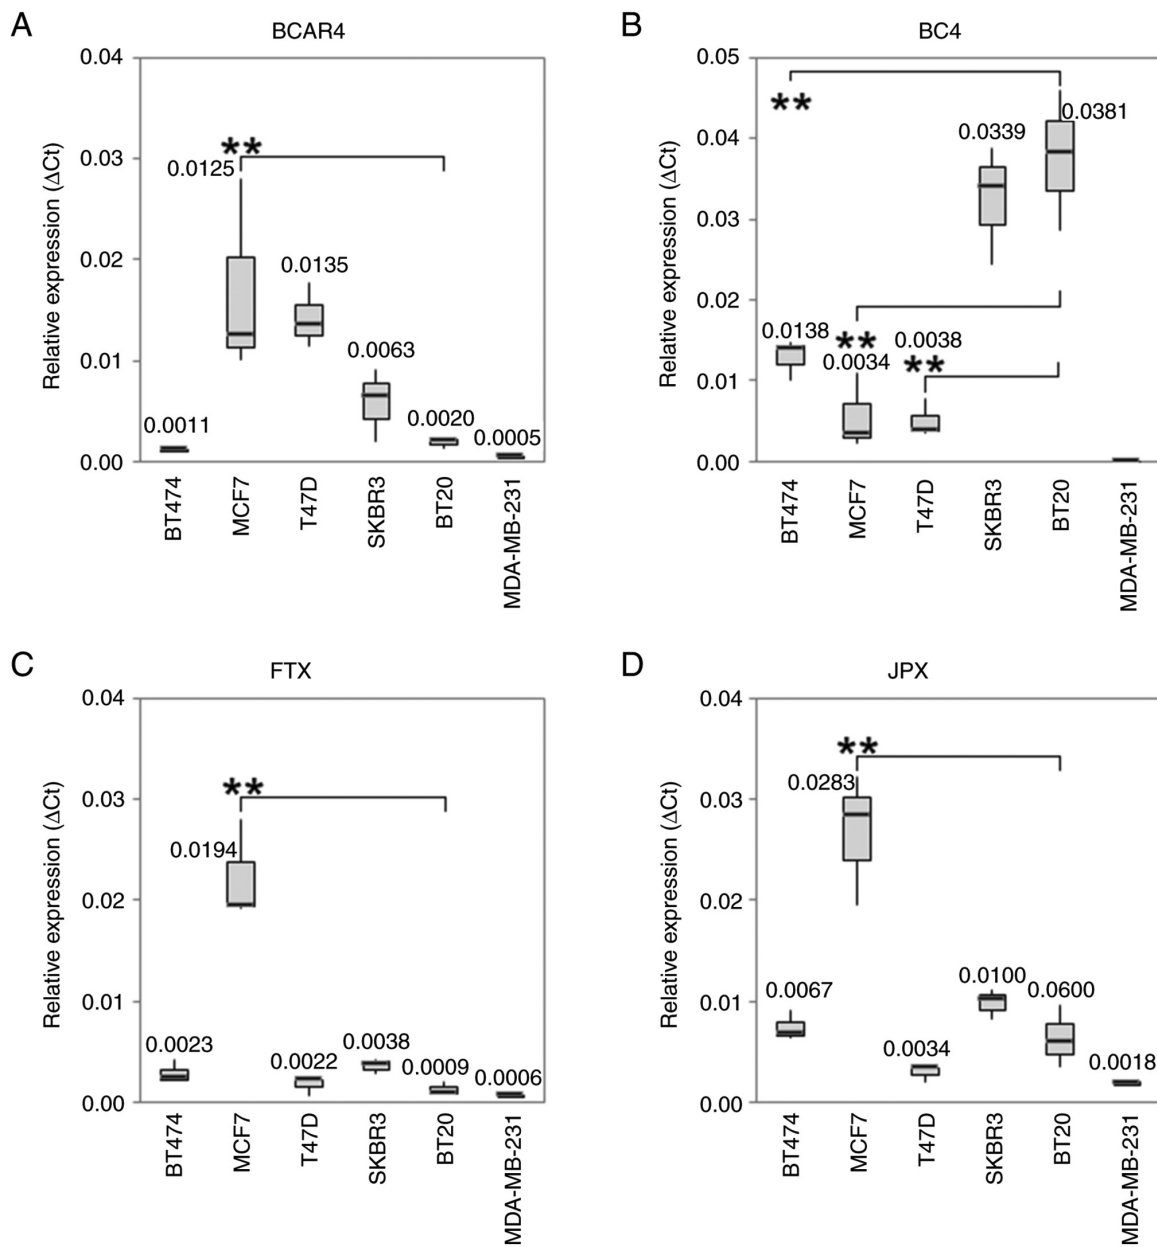 A
BCAR4
Relative expression (ΔCt)
0.04
0.03
0.02
0.01
0.00
**
0.0125
0.0135
0.0063
0.0011
0.0020
0.0005
BT474
MCF7
T47D
SKBR3
BT20
MDA-MB-231
B
BC4
Relative expression (ΔCt)
0.05
0.04
0.03
0.02
0.01
0.00
**
0.0381
0.0339
0.0138
**
0.0034
0.0038
**
BT474
MCF7
T47D
SKBR3
BT20
MDA-MB-231
C
FTX
Relative expression (ΔCt)
0.04
0.03
0.02
0.01
0.00
**
0.0194
0.0023
0.0022
0.0038
0.0009
0.0006
BT474
MCF7
T47D
SKBR3
BT20
MDA-MB-231
D
JPX
Relative expression (ΔCt)
0.04
0.03
0.02
0.01
0.00
**
0.0283
0.0067
0.0034
0.0100
0.0600
0.0018
BT474
MCF7
T47D
SKBR3
BT20
MDA-MB-231